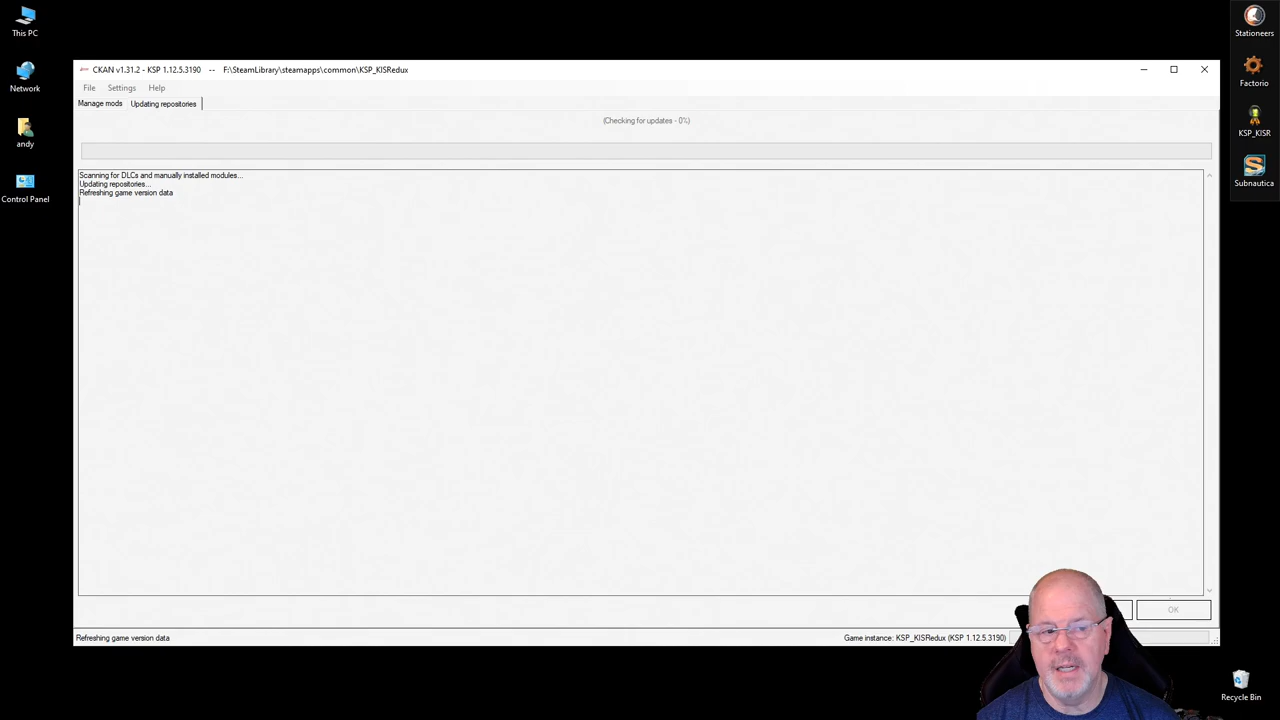 This PC
Network
andy
Control Panel
CKAN v1.31.2 - KSP 1.12.5.3190 -- F:\SteamLibrary\steamapps\common\KSP_KISRedux
File Settings Help
Manage mods Updating repositories
(Checking for updates - 0%)
Scanning for DLCs and manually installed modules...
Updating repositories...
Refreshing game version data
OK
Refreshing game version data
Game instance: KSP_KISRedux (KSP 1.12.5.3190)
Stationeers
Factorio
KSP_KISR
Subnautica
Recycle Bin